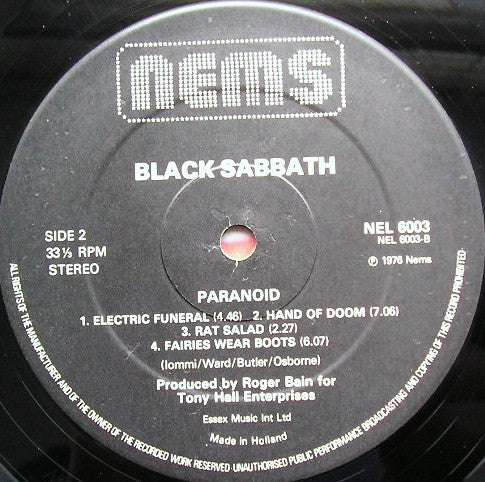 nems
BLACK SABBATH
SIDE 2
33⅓ RPM
STEREO
NEL 6003
NEL 6003-B
℗ 1976 Nems
PARANOID
1. ELECTRIC FUNERAL (4.46) 2. HAND OF DOOM (7.06)
3. RAT SALAD (2.27)
4. FAIRIES WEAR BOOTS (6.07)
(Iommi/Ward/Butler/Osborne)
Produced by Roger Bain for
Tony Hall Enterprises
Essex Music Int Ltd
Made in Holland
ALL RIGHTS OF THE MANUFACTURER AND OF THE OWNER OF THE RECORDED WORK RESERVED·UNAUTHORISED PUBLIC PERFORMANCE BROADCASTING AND COPYING OF THIS RECORD PROHIBITED·